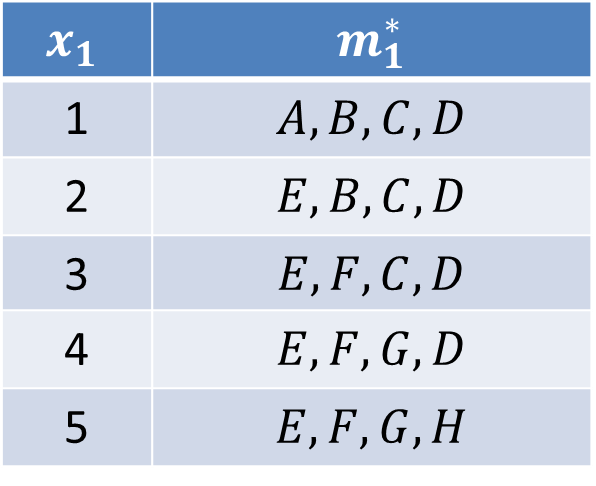 x₁ m₁*
1 A, B, C, D
2 E, B, C, D
3 E, F, C, D
4 E, F, G, D
5 E, F, G, H